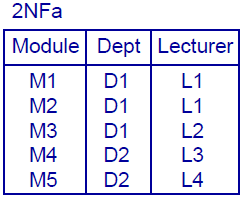 2NFa
Module Dept Lecturer
M1 D1 L1
M2 D1 L1
M3 D1 L2
M4 D2 L3
M5 D2 L4